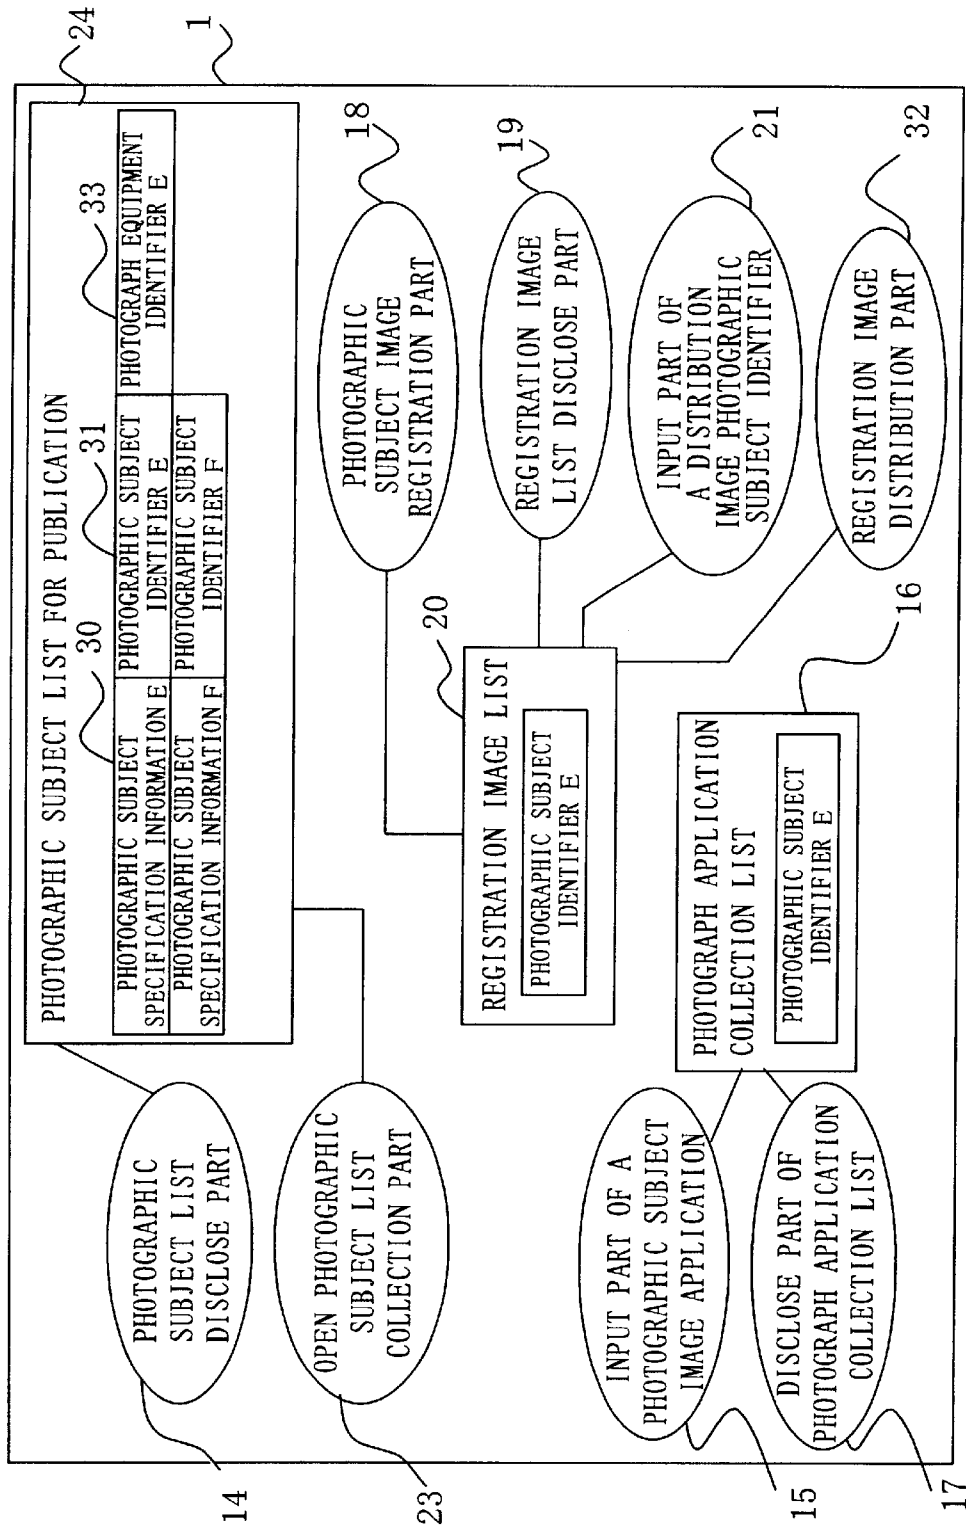 24
1
PHOTOGRAPHIC SUBJECT LIST FOR PUBLICATION
30
31
33
PHOTOGRAPHIC SUBJECT
SPECIFICATION INFORMATION E
PHOTOGRAPHIC SUBJECT
IDENTIFIER E
PHOTOGRAPH EQUIPMENT
IDENTIFIER E
PHOTOGRAPHIC SUBJECT
SPECIFICATION INFORMATION F
PHOTOGRAPHIC SUBJECT
IDENTIFIER F
PHOTOGRAPHIC
SUBJECT LIST
DISCLOSE PART
14
OPEN PHOTOGRAPHIC
SUBJECT LIST
COLLECTION PART
23
PHOTOGRAPHIC
SUBJECT IMAGE
REGISTRATION PART
18
REGISTRATION IMAGE
LIST DISCLOSE PART
19
20
REGISTRATION IMAGE LIST
PHOTOGRAPHIC SUBJECT
IDENTIFIER E
INPUT PART OF
A DISTRIBUTION
IMAGE PHOTOGRAPHIC
SUBJECT IDENTIFIER
21
REGISTRATION IMAGE
DISTRIBUTION PART
32
INPUT PART OF A
PHOTOGRAPHIC SUBJECT
IMAGE APPLICATION
15
PHOTOGRAPH APPLICATION
COLLECTION LIST
PHOTOGRAPHIC SUBJECT
IDENTIFIER E
16
DISCLOSE PART OF
PHOTOGRAPH APPLICATION
COLLECTION LIST
17